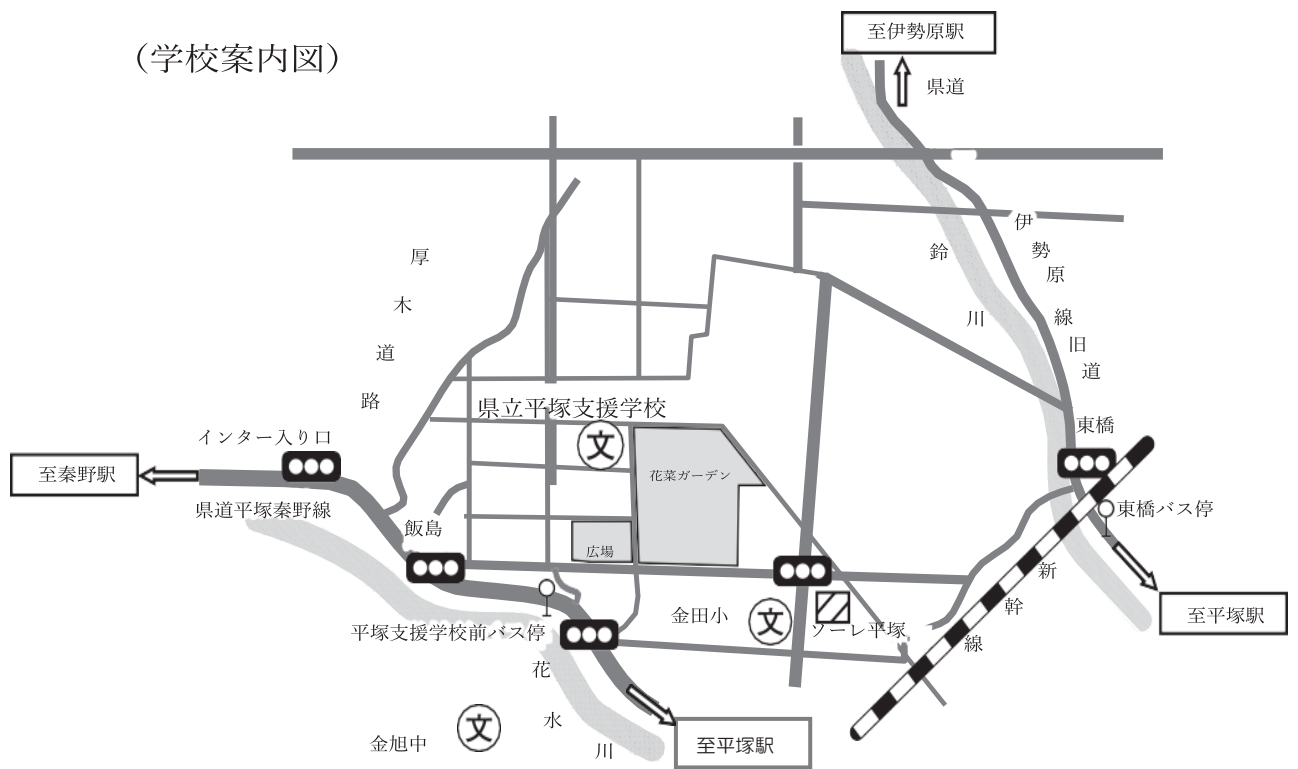 （学校案内図）
至伊勢原駅
県道
伊勢原線旧道
鈴川
厚木道路
県立平塚支援学校
文
東橋
インター入り口
至秦野駅
花菜ガーデン
県道平塚秦野線
東橋バス停
飯島
広場
新幹線
金田小
文
至平塚駅
平塚支援学校前バス停
ソーレ平塚
花水川
金旭中
文
至平塚駅